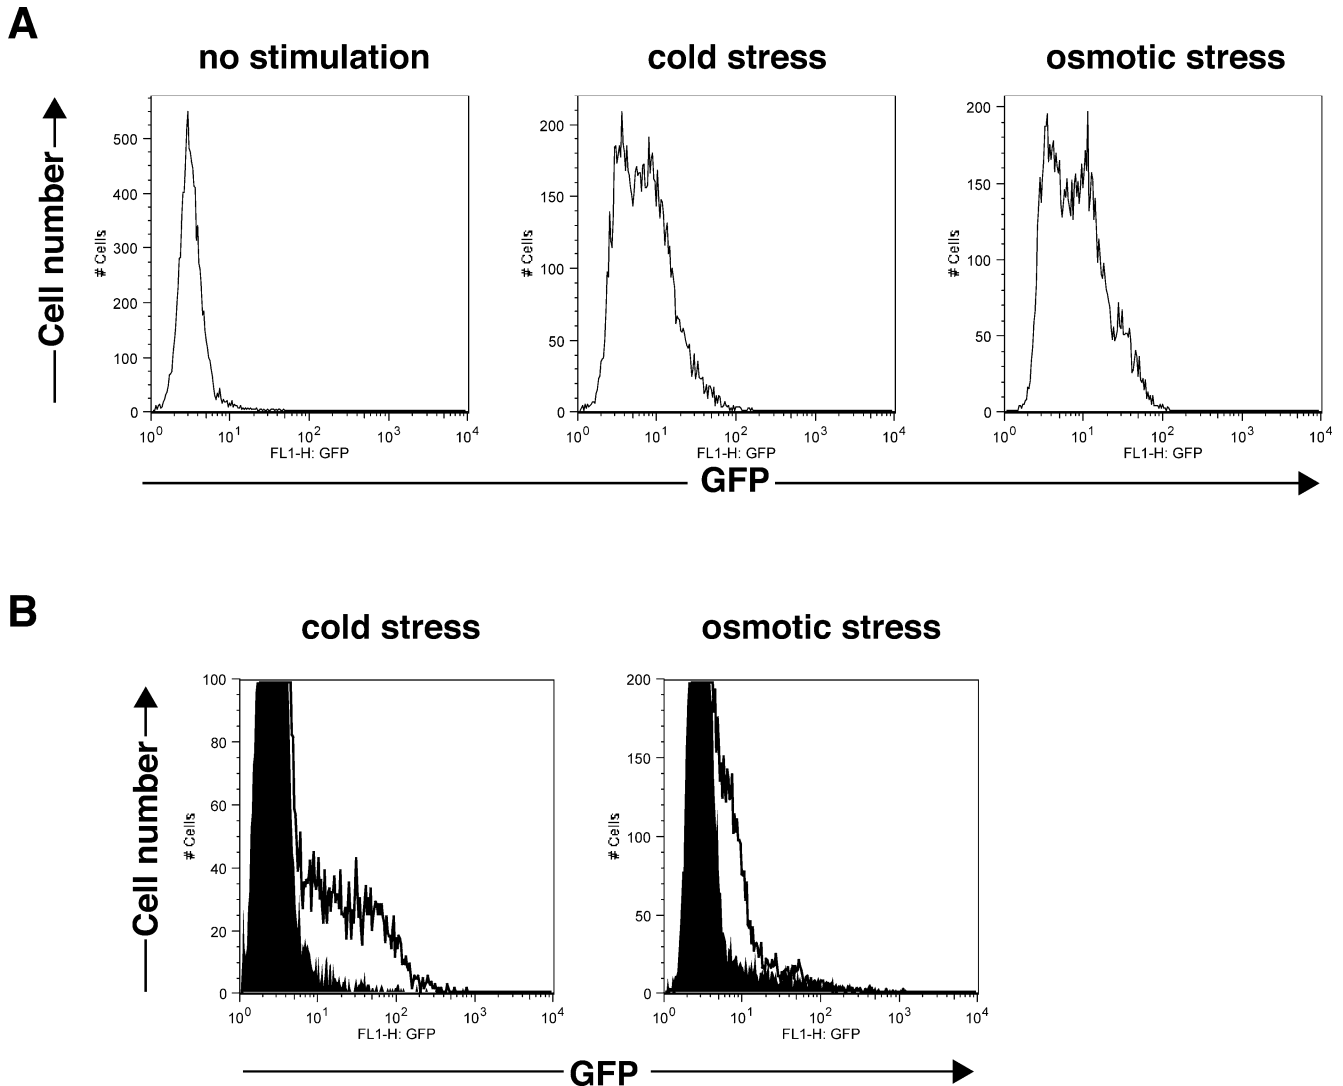 A
no stimulation
cold stress
osmotic stress
Cell number
# Cells
500
400
300
200
100
0
10^0 10^1 10^2 10^3 10^4
FL1-H: GFP
# Cells
200
150
100
50
0
10^0 10^1 10^2 10^3 10^4
FL1-H: GFP
# Cells
200
150
100
50
0
10^0 10^1 10^2 10^3 10^4
FL1-H: GFP
GFP
B
cold stress
osmotic stress
Cell number
# Cells
100
80
60
40
20
0
10^0 10^1 10^2 10^3 10^4
FL1-H: GFP
# Cells
200
150
100
50
0
10^0 10^1 10^2 10^3 10^4
FL1-H: GFP
GFP